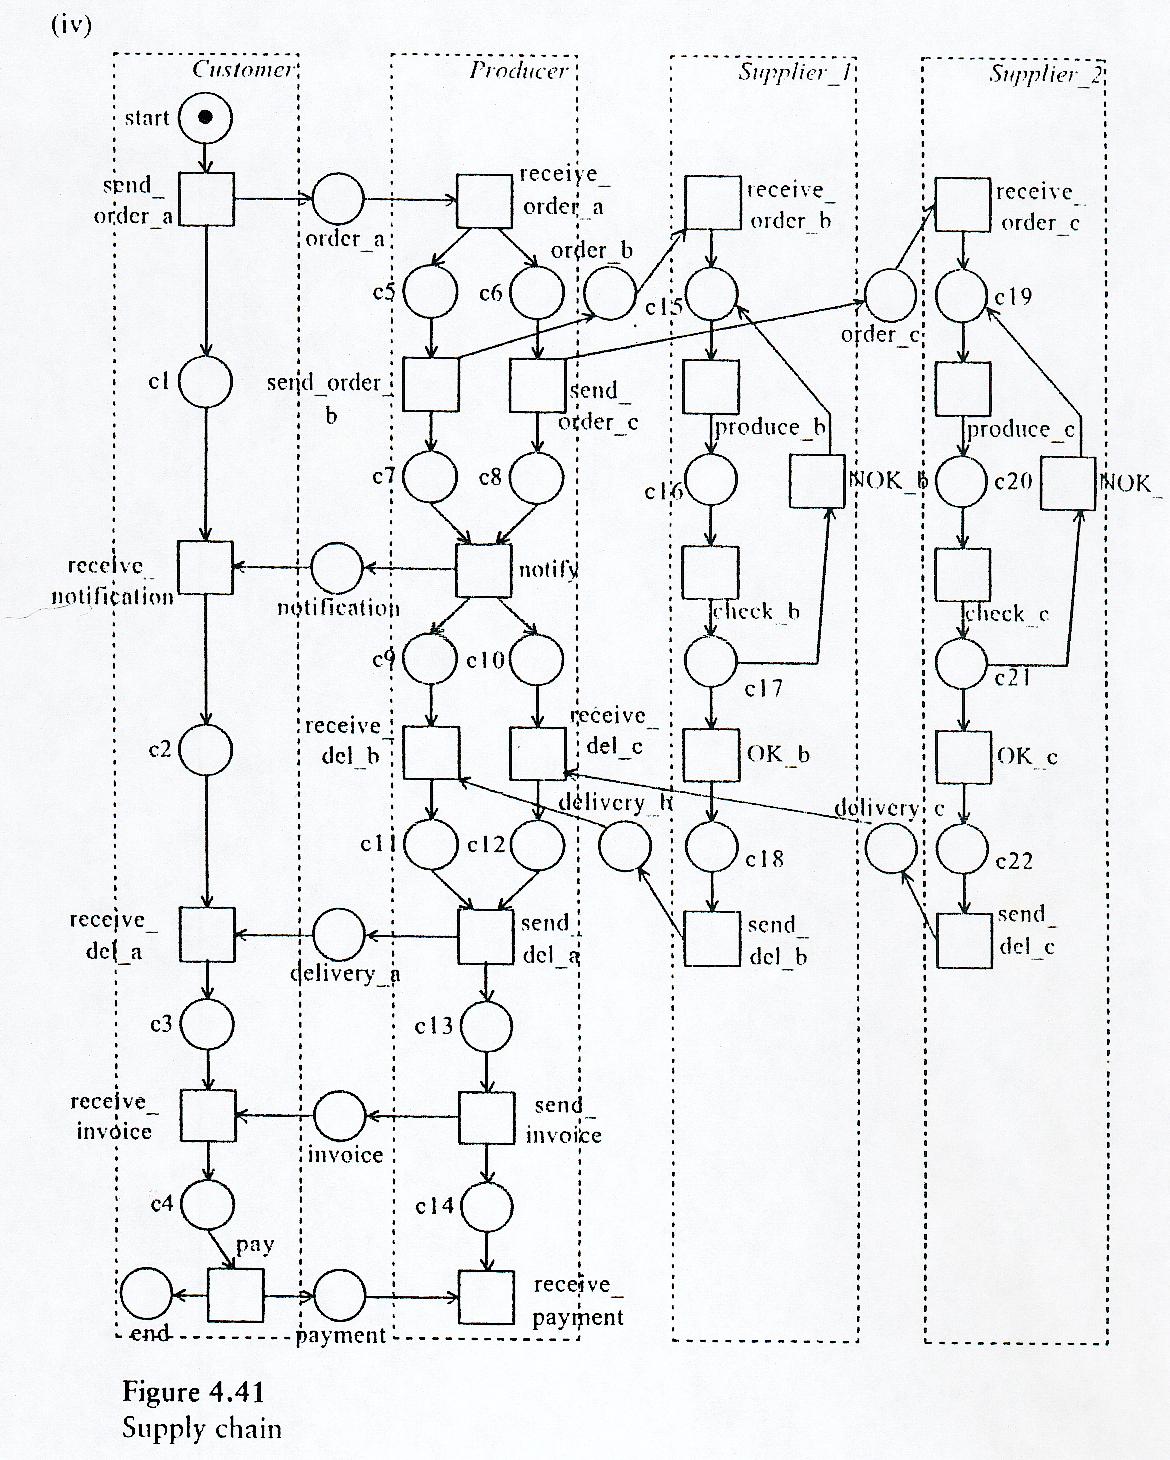 (iv)
Customer
Producer
Supplier_1
Supplier_2
start
send_
order_a
order_a
receive_
order_a
order_b
receive_
order_b
receive_
order_c
c5
c6
c15
c19
order_c
c1
send_order_
b
send_
order_c
produce_b
produce_c
c7
c8
c16
NOK_b
c20
NOK_
receive_
notification
notification
notify
check_b
check_c
c9
c10
c17
c21
c2
receive_
del_b
receive_
del_c
OK_b
OK_c
delivery_b
delivery_c
c11
c12
c18
c22
receive_
del_a
delivery_a
send_
del_a
send_
del_b
send_
del_c
c3
c13
receive_
invoice
invoice
send_
invoice
c4
c14
pay
end
payment
receive_
payment
Figure 4.41
Supply chain